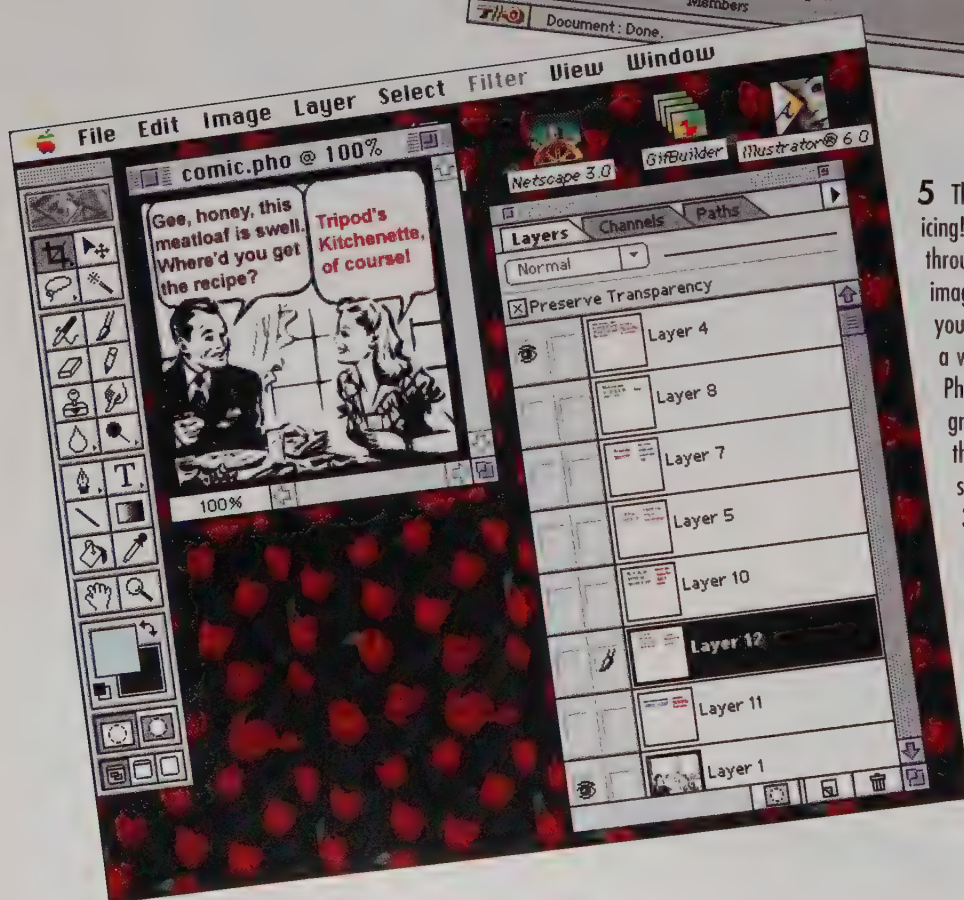 Members
Document: Done.
File Edit Image Layer Select Filter View Window
comic.pho @ 100%
Gee, honey, this
meatloaf is swell.
Where'd you get
the recipe?
Tripod's
Kitchenette,
of course!
100%
T
Netscape 3.0
GifBuilder
Illustrator® 6.0
Layers Channels Paths
Normal
Preserve Transparency
Layer 4
Layer 8
Layer 7
Layer 5
Layer 10
Layer 12
Layer 11
Layer 1
5
icing!